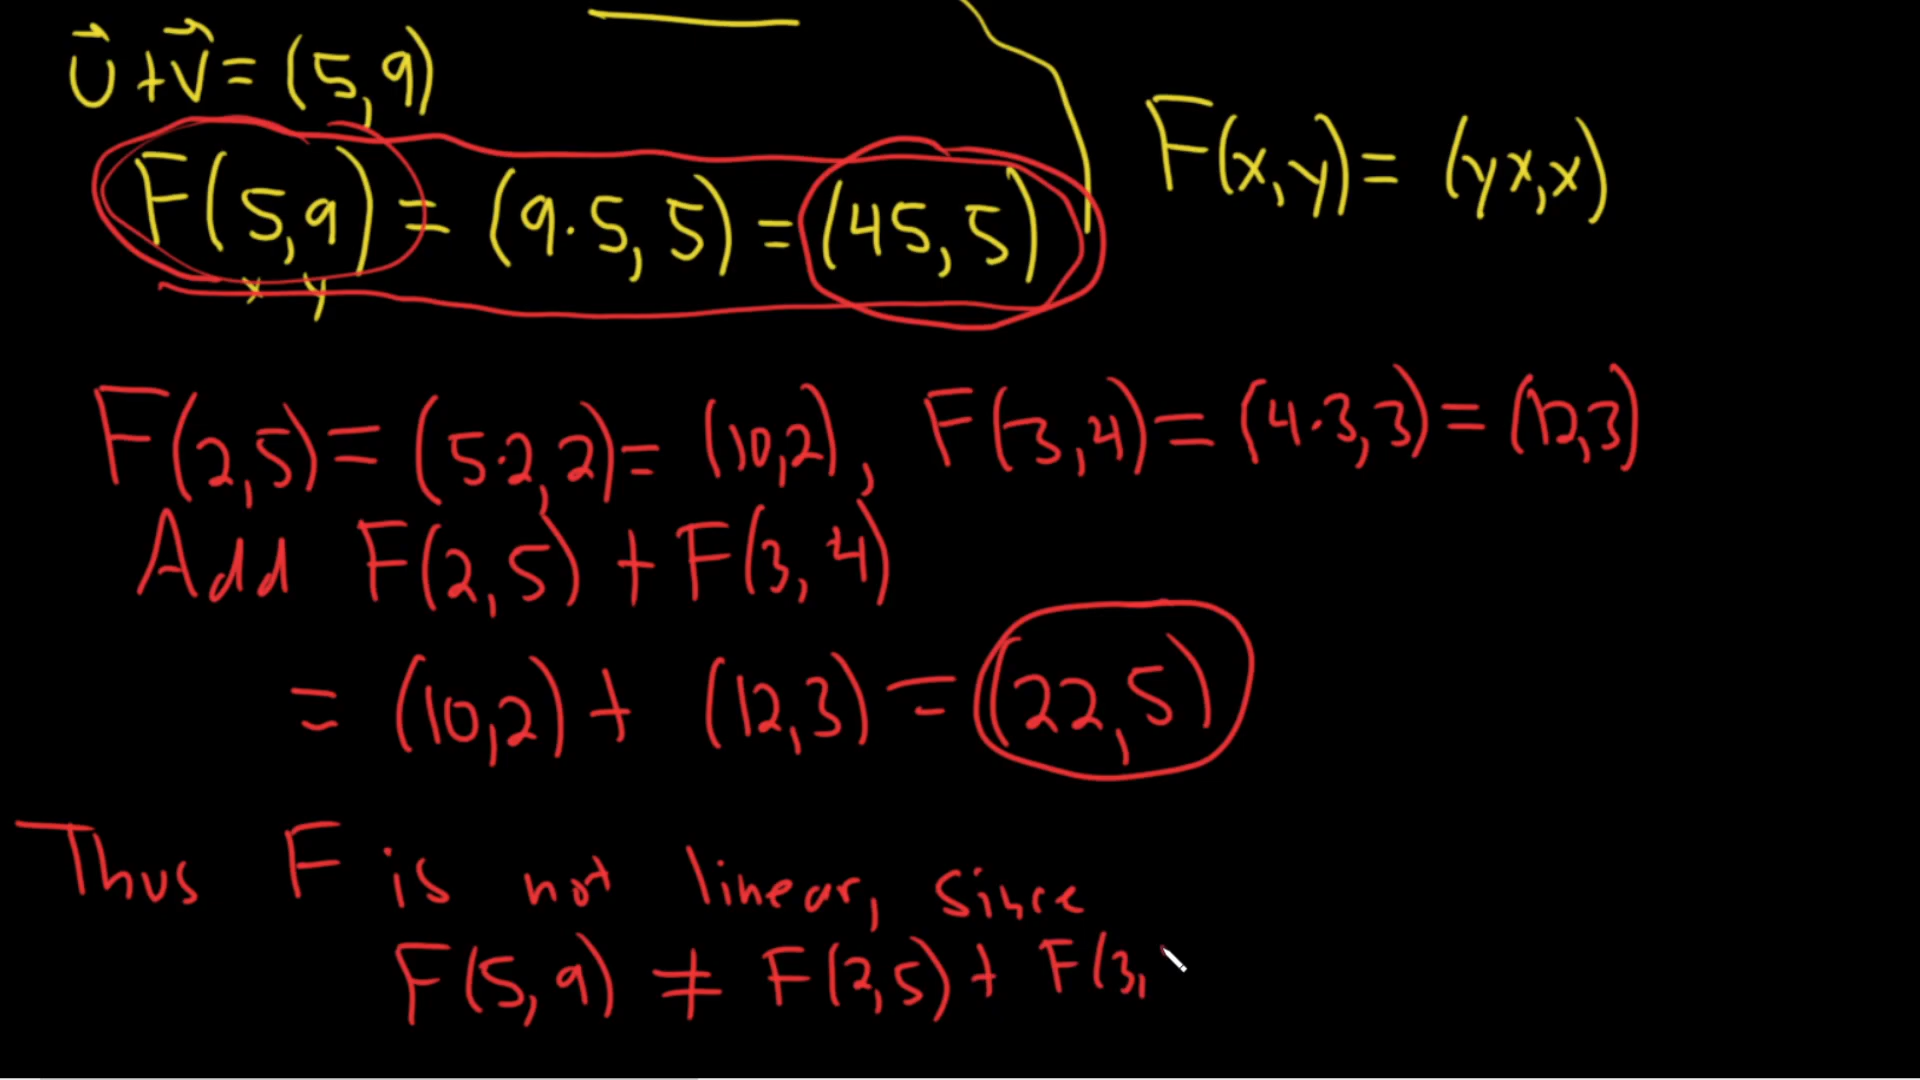 u⃗ + v⃗ = (5,9)
F(x,y) = (yx,x)
F(5,9) = (9·5,5) = (45,5)
x y
F(2,5) = (5·2,2) = (10,2), F(3,4) = (4·3,3) = (12,3)
Add F(2,5) + F(3,4)
= (10,2) + (12,3) = (22,5)
Thus F is not linear, since
F(5,9) ≠ F(2,5) + F(3,